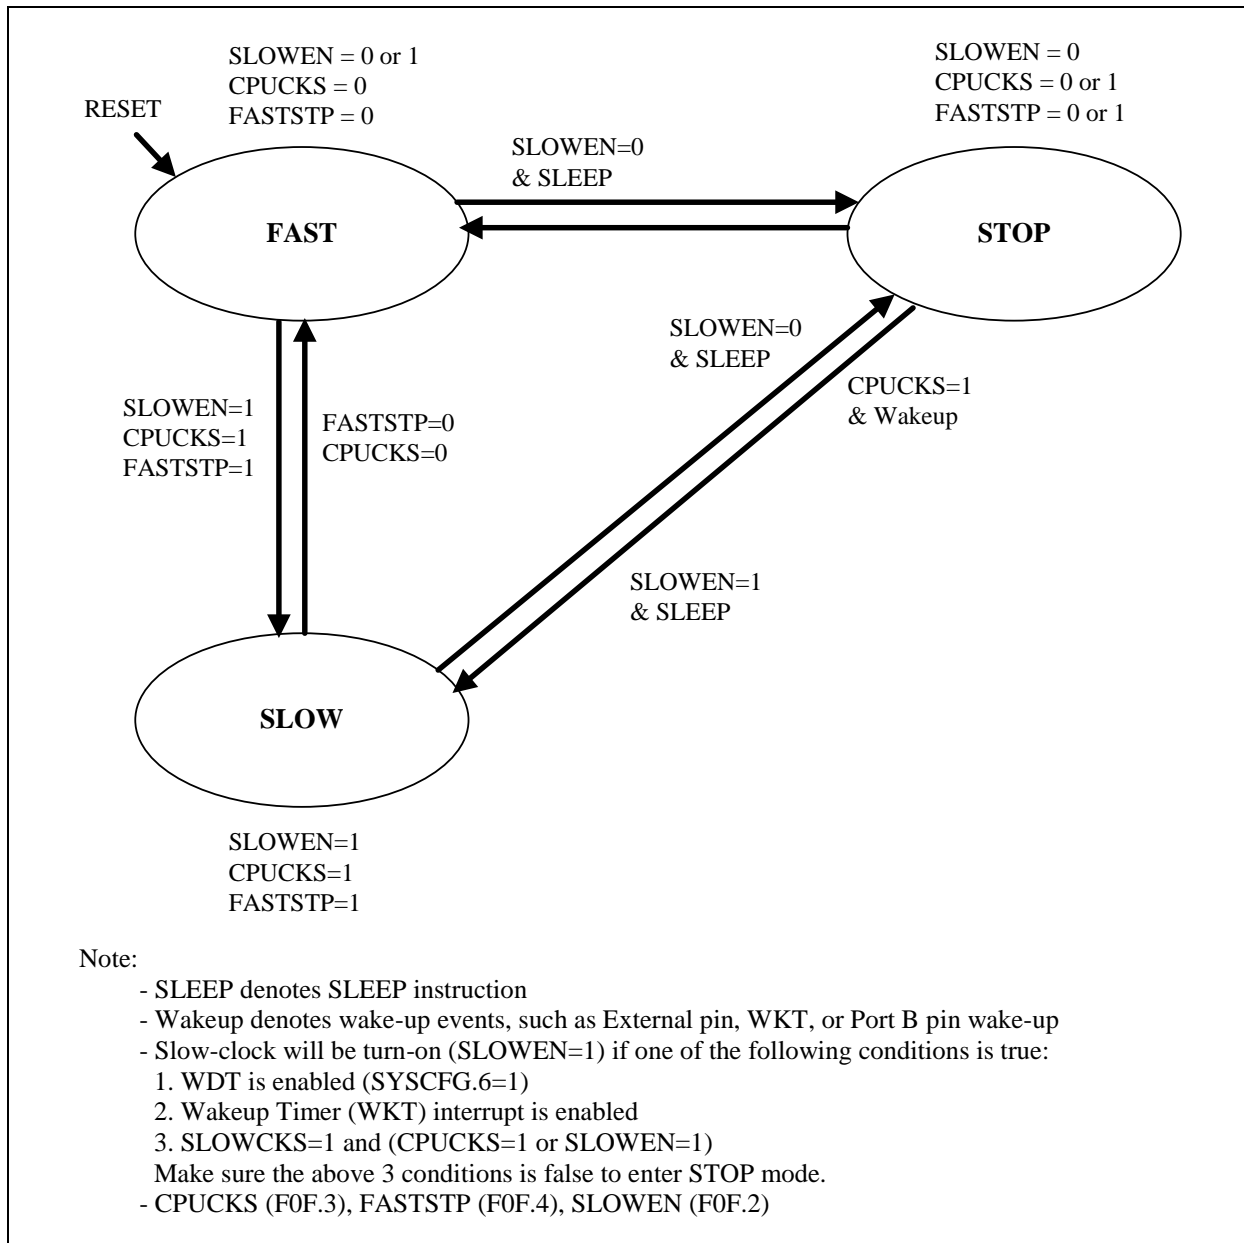 SLOWEN = 0 or 1
CPUCKS = 0
FASTSTP = 0
SLOWEN = 0
CPUCKS = 0 or 1
FASTSTP = 0 or 1
RESET
SLOWEN=0
& SLEEP
FAST
STOP
SLOWEN=0
& SLEEP
CPUCKS=1
& Wakeup
SLOWEN=1
CPUCKS=1
FASTSTP=1
FASTSTP=0
CPUCKS=0
SLOWEN=1
& SLEEP
SLOW
SLOWEN=1
CPUCKS=1
FASTSTP=1
Note:
- SLEEP denotes SLEEP instruction
- Wakeup denotes wake-up events, such as External pin, WKT, or Port B pin wake-up
- Slow-clock will be turn-on (SLOWEN=1) if one of the following conditions is true:
1. WDT is enabled (SYSCFG.6=1)
2. Wakeup Timer (WKT) interrupt is enabled
3. SLOWCKS=1 and (CPUCKS=1 or SLOWEN=1)
Make sure the above 3 conditions is false to enter STOP mode.
- CPUCKS (F0F.3), FASTSTP (F0F.4), SLOWEN (F0F.2)